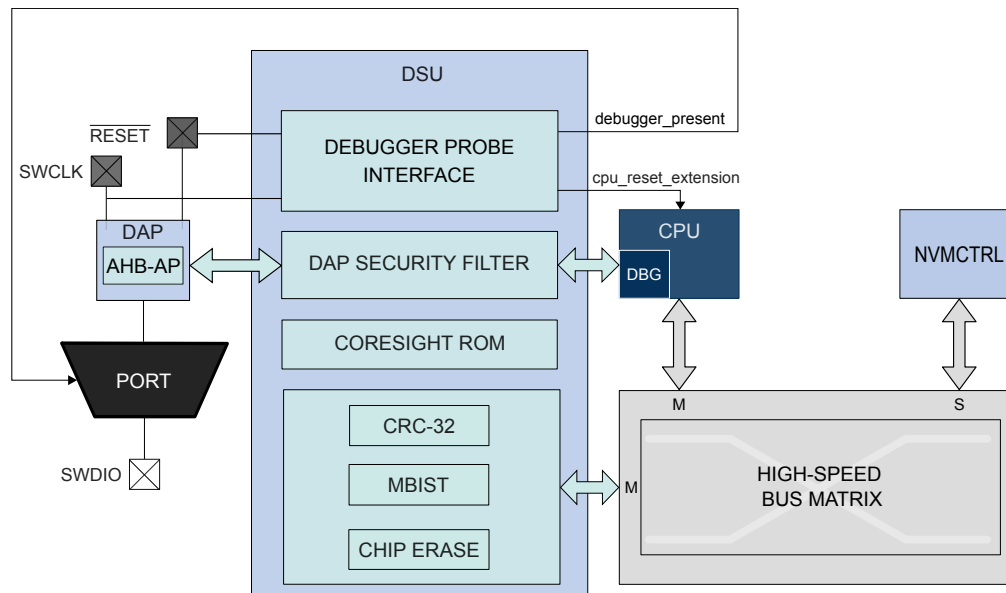 DSU
debugger_present
RESET
DEBUGGER PROBE
INTERFACE
SWCLK
cpu_reset_extension
DAP
AHB-AP
DAP SECURITY FILTER
CPU
DBG
NVMCTRL
CORESIGHT ROM
PORT
M
S
CRC-32
SWDIO
MBIST
M
HIGH-SPEED
BUS MATRIX
CHIP ERASE